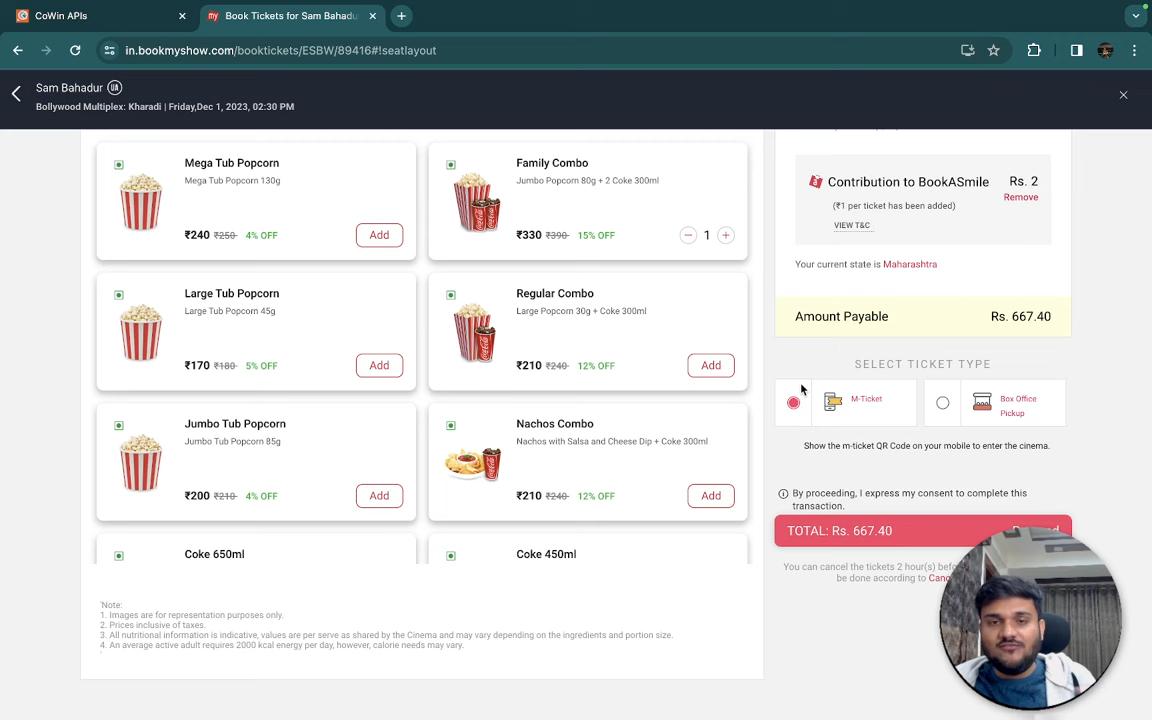 CoWin APIs
my Book Tickets for Sam Bahadu
in.bookmyshow.com/booktickets/ESBW/89416#!seatlayout
Sam Bahadur UA
Bollywood Multiplex: Kharadi | Friday,Dec 1, 2023, 02:30 PM
Mega Tub Popcorn
Mega Tub Popcorn 130g
₹240 ₹250 4% OFF
Add
Family Combo
Jumbo Popcorn 80g + 2 Coke 300ml
₹330 ₹390 15% OFF
1
Large Tub Popcorn
Large Tub Popcorn 45g
₹170 ₹180 5% OFF
Add
Regular Combo
Large Popcorn 30g + Coke 300ml
₹210 ₹240 12% OFF
Add
Jumbo Tub Popcorn
Jumbo Tub Popcorn 85g
₹200 ₹210 4% OFF
Add
Nachos Combo
Nachos with Salsa and Cheese Dip + Coke 300ml
₹210 ₹240 12% OFF
Add
Coke 650ml
Coke 450ml
Note:
1. Images are for representation purposes only.
2. Prices inclusive of taxes.
3. All nutritional information is indicative, values are per serve as shared by the Cinema and may vary depending on the ingredients and portion size.
4. An average active adult requires 2000 kcal energy per day, however, calorie needs may vary.
Contribution to BookASmile Rs. 2
(₹1 per ticket has been added) Remove
VIEW T&C
Your current state is Maharashtra
Amount Payable Rs. 667.40
SELECT TICKET TYPE
M-Ticket
Box Office
Pickup
Show the m-ticket QR Code on your mobile to enter the cinema.
By proceeding, I express my consent to complete this
transaction.
TOTAL: Rs. 667.40
You can cancel the tickets 2 hour(s)
be done according to